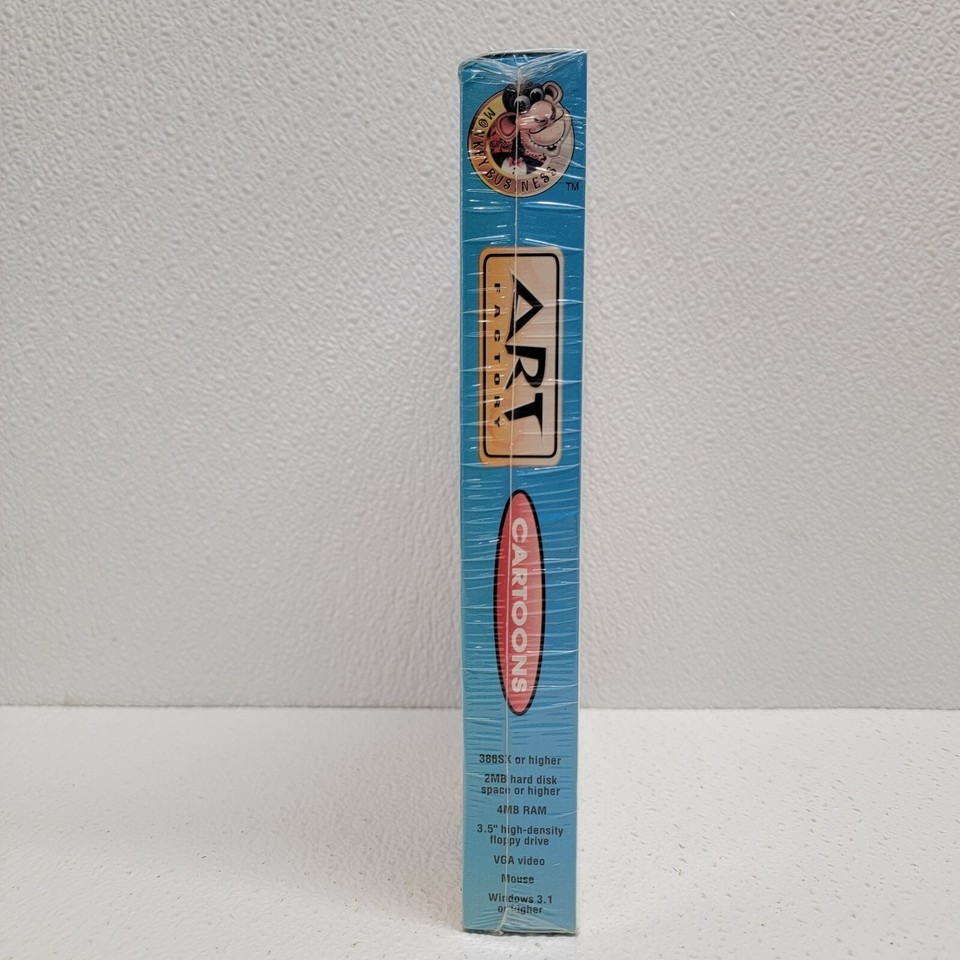 MONKEY BUSINESS
TM
ART
FACTORY
CARTOONS
386SX or higher
2MB hard disk
space or higher
4MB RAM
3.5" high-density
floppy drive
VGA video
Mouse
Windows 3.1
or higher